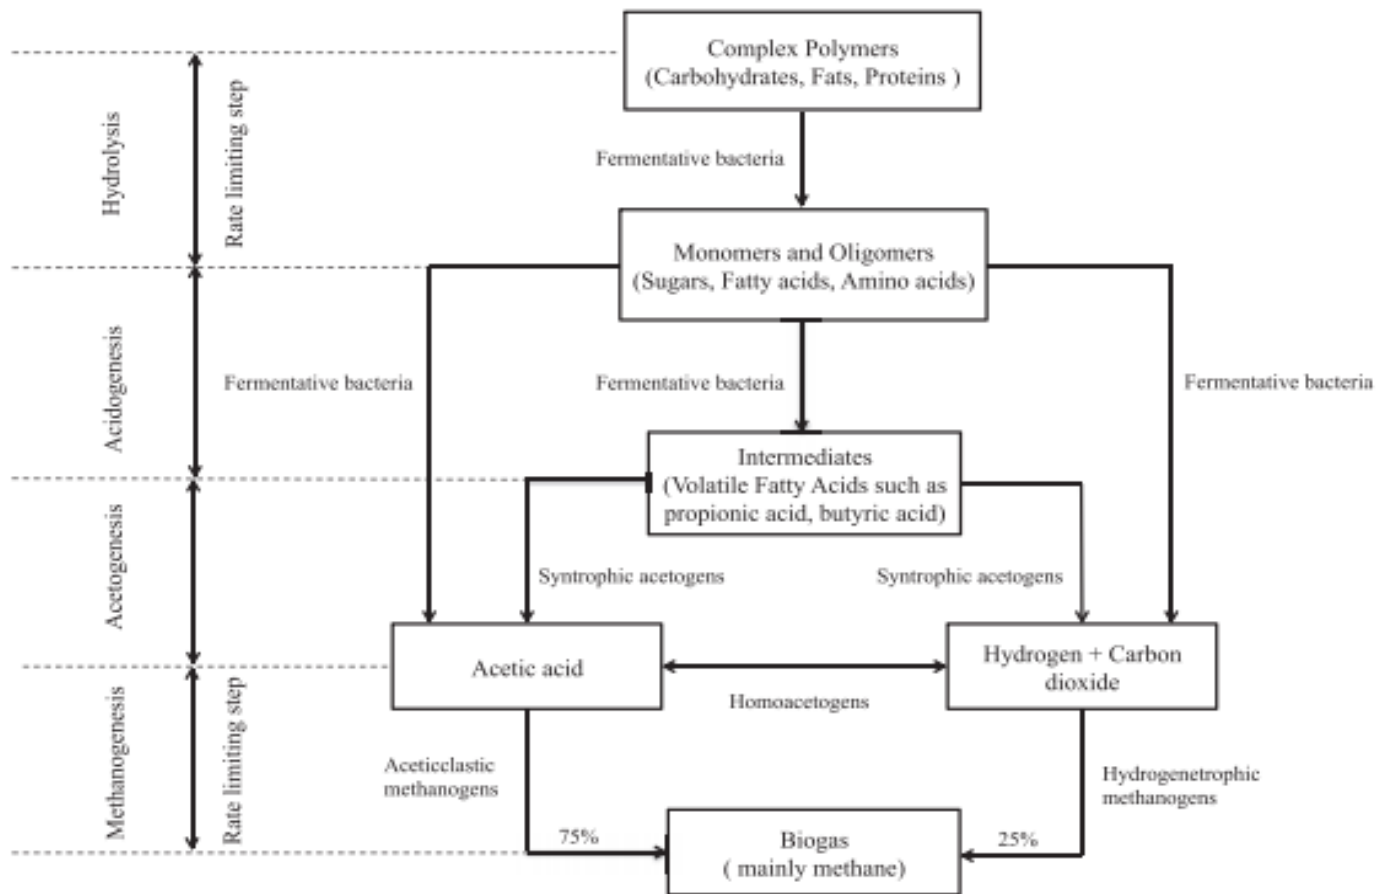 Complex Polymers
(Carbohydrates, Fats, Proteins )
Hydrolysis
Rate limiting step
Fermentative bacteria
Monomers and Oligomers
(Sugars, Fatty acids, Amino acids)
Acidogenesis
Fermentative bacteria
Fermentative bacteria
Fermentative bacteria
Intermediates
(Volatile Fatty Acids such as
propionic acid, butyric acid)
Acetogenesis
Syntrophic acetogens
Syntrophic acetogens
Acetic acid
Hydrogen + Carbon
dioxide
Homoacetogens
Methanogenesis
Rate limiting step
Aceticclastic
methanogens
Hydrogenetrophic
methanogens
75%
Biogas
( mainly methane)
25%